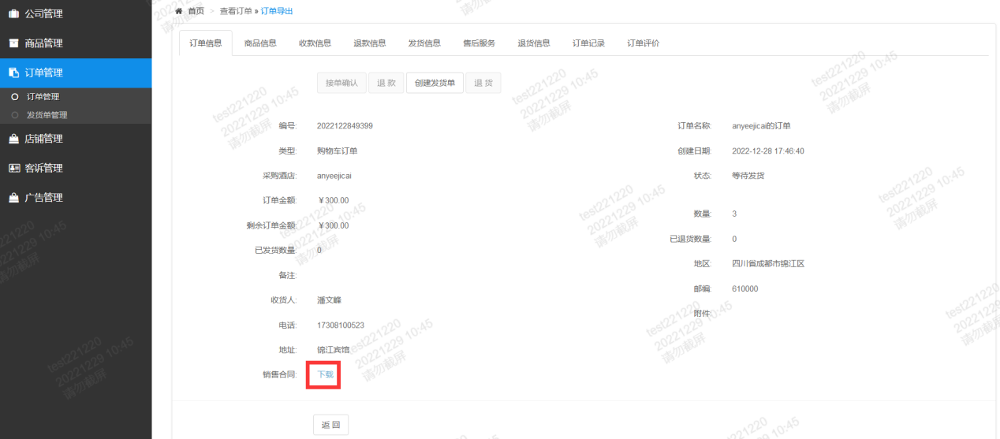 公司管理
商品管理
订单管理
订单管理
发货单管理
店铺管理
客诉管理
广告管理
首页 > 查看订单 » 订单导出
订单信息 商品信息 收款信息 退款信息 发货信息 售后服务 退货信息 订单记录 订单评价
接单确认 退 款 创建发货单 退 货
编号: 2022122849399 订单名称: anyeejicai的订单
类型: 购物车订单 创建日期: 2022-12-28 17:46:40
采购酒店: anyeejicai 状态: 等待发货
订单金额: ￥300.00
数量: 3
剩余订单金额: ￥300.00
已退货数量: 0
已发货数量: 0
地区: 四川省成都市锦江区
备注:
邮编: 610000
收货人: 潘文峰
附件:
电话: 17308100523
地址: 锦江宾馆
销售合同: 下载
返 回
test221220
20221229 10:45
请勿截屏